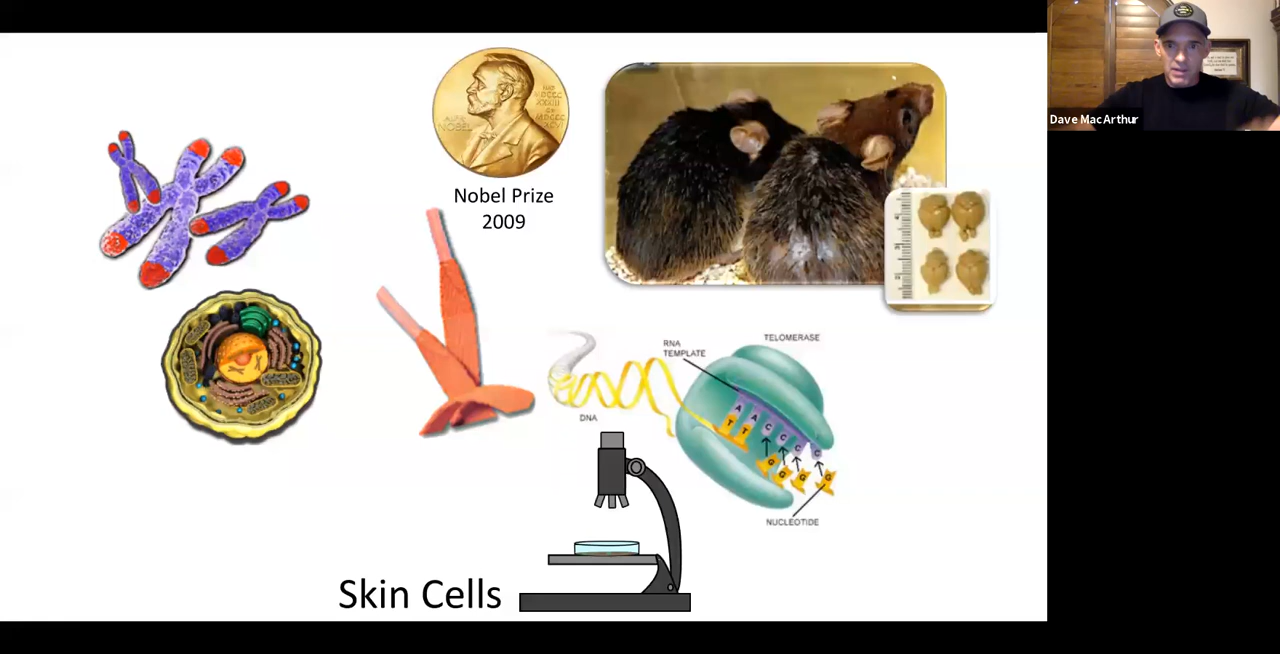 Nobel Prize
2009
RNA
TEMPLATE
TELOMERASE
DNA
A
A
C
C
C
C
T
T
G
G
G
G
NUCLEOTIDE
Skin Cells
Dave MacArthur